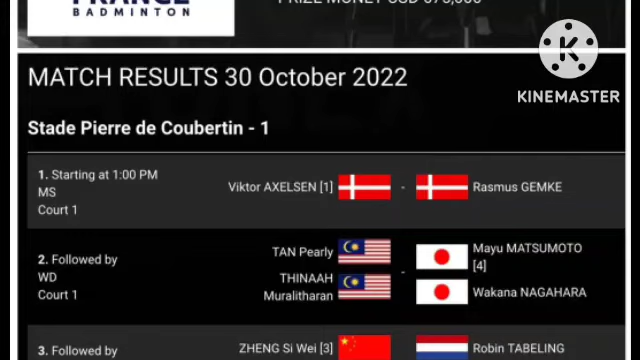 BADMINTON
KINEMASTER
MATCH RESULTS 30 October 2022
Stade Pierre de Coubertin - 1
1. Starting at 1:00 PM
MS
Court 1
Viktor AXELSEN [1]
-
Rasmus GEMKE
2. Followed by
WD
Court 1
TAN Pearly
THINAAH
Muralitharan
-
Mayu MATSUMOTO
[4]
Wakana NAGAHARA
3. Followed by
ZHENG Si Wei [3]
Robin TABELING